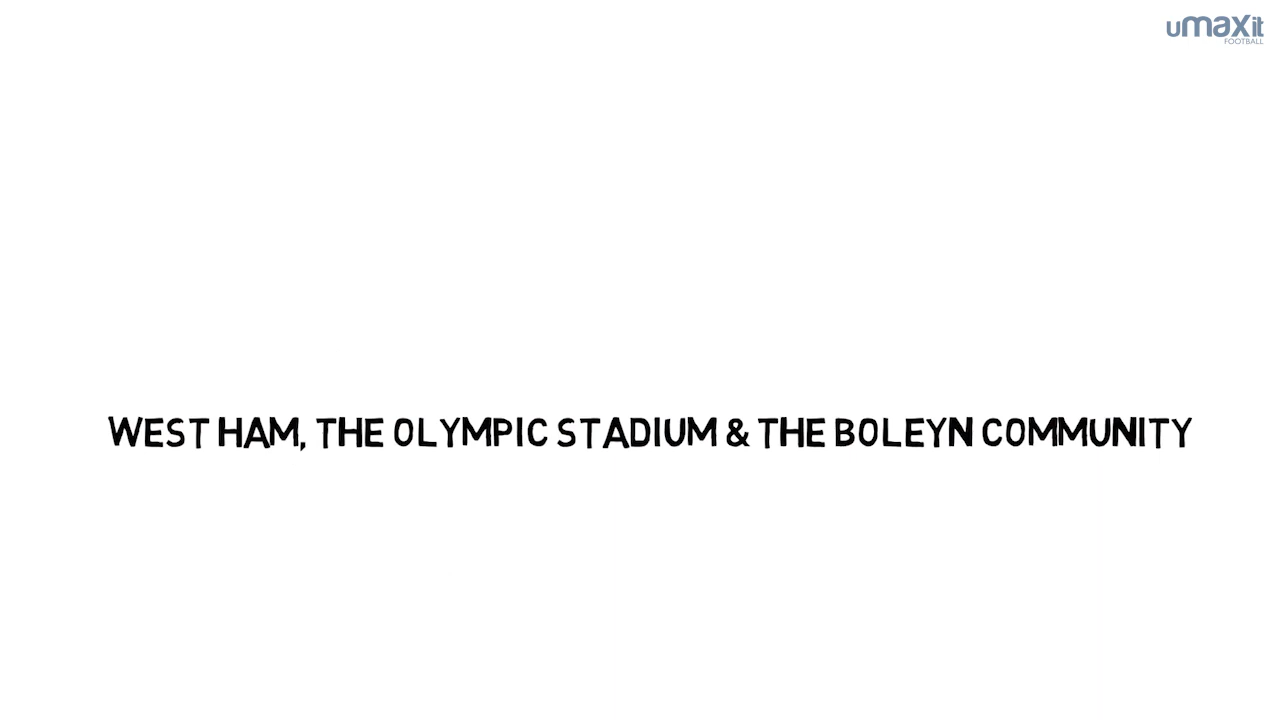 umaxit
FOOTBALL
WEST HAM, THE OLYMPIC STADIUM & THE BOLEYN COMMUNITY